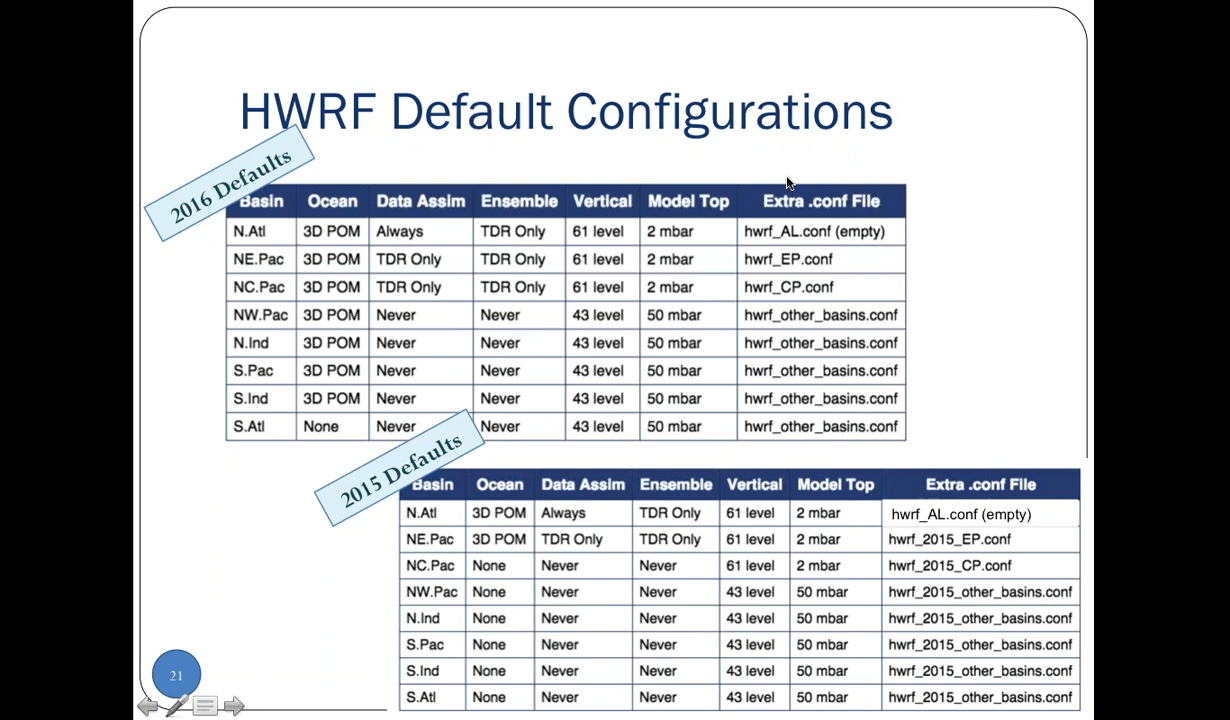 HWRF Default Configurations
2016 Defaults
Basin Ocean Data Assim Ensemble Vertical Model Top Extra .conf File
N.Atl 3D POM Always TDR Only 61 level 2 mbar hwrf_AL.conf (empty)
NE.Pac 3D POM TDR Only TDR Only 61 level 2 mbar hwrf_EP.conf
NC.Pac 3D POM TDR Only TDR Only 61 level 2 mbar hwrf_CP.conf
NW.Pac 3D POM Never Never 43 level 50 mbar hwrf_other_basins.conf
N.Ind 3D POM Never Never 43 level 50 mbar hwrf_other_basins.conf
S.Pac 3D POM Never Never 43 level 50 mbar hwrf_other_basins.conf
S.Ind 3D POM Never Never 43 level 50 mbar hwrf_other_basins.conf
S.Atl None Never Never 43 level 50 mbar hwrf_other_basins.conf
2015 Defaults
Basin Ocean Data Assim Ensemble Vertical Model Top Extra .conf File
N.Atl 3D POM Always TDR Only 61 level 2 mbar hwrf_AL.conf (empty)
NE.Pac 3D POM TDR Only TDR Only 61 level 2 mbar hwrf_2015_EP.conf
NC.Pac None Never Never 61 level 2 mbar hwrf_2015_CP.conf
NW.Pac None Never Never 43 level 50 mbar hwrf_2015_other_basins.conf
N.Ind None Never Never 43 level 50 mbar hwrf_2015_other_basins.conf
S.Pac None Never Never 43 level 50 mbar hwrf_2015_other_basins.conf
S.Ind None Never Never 43 level 50 mbar hwrf_2015_other_basins.conf
S.Atl None Never Never 43 level 50 mbar hwrf_2015_other_basins.conf
21